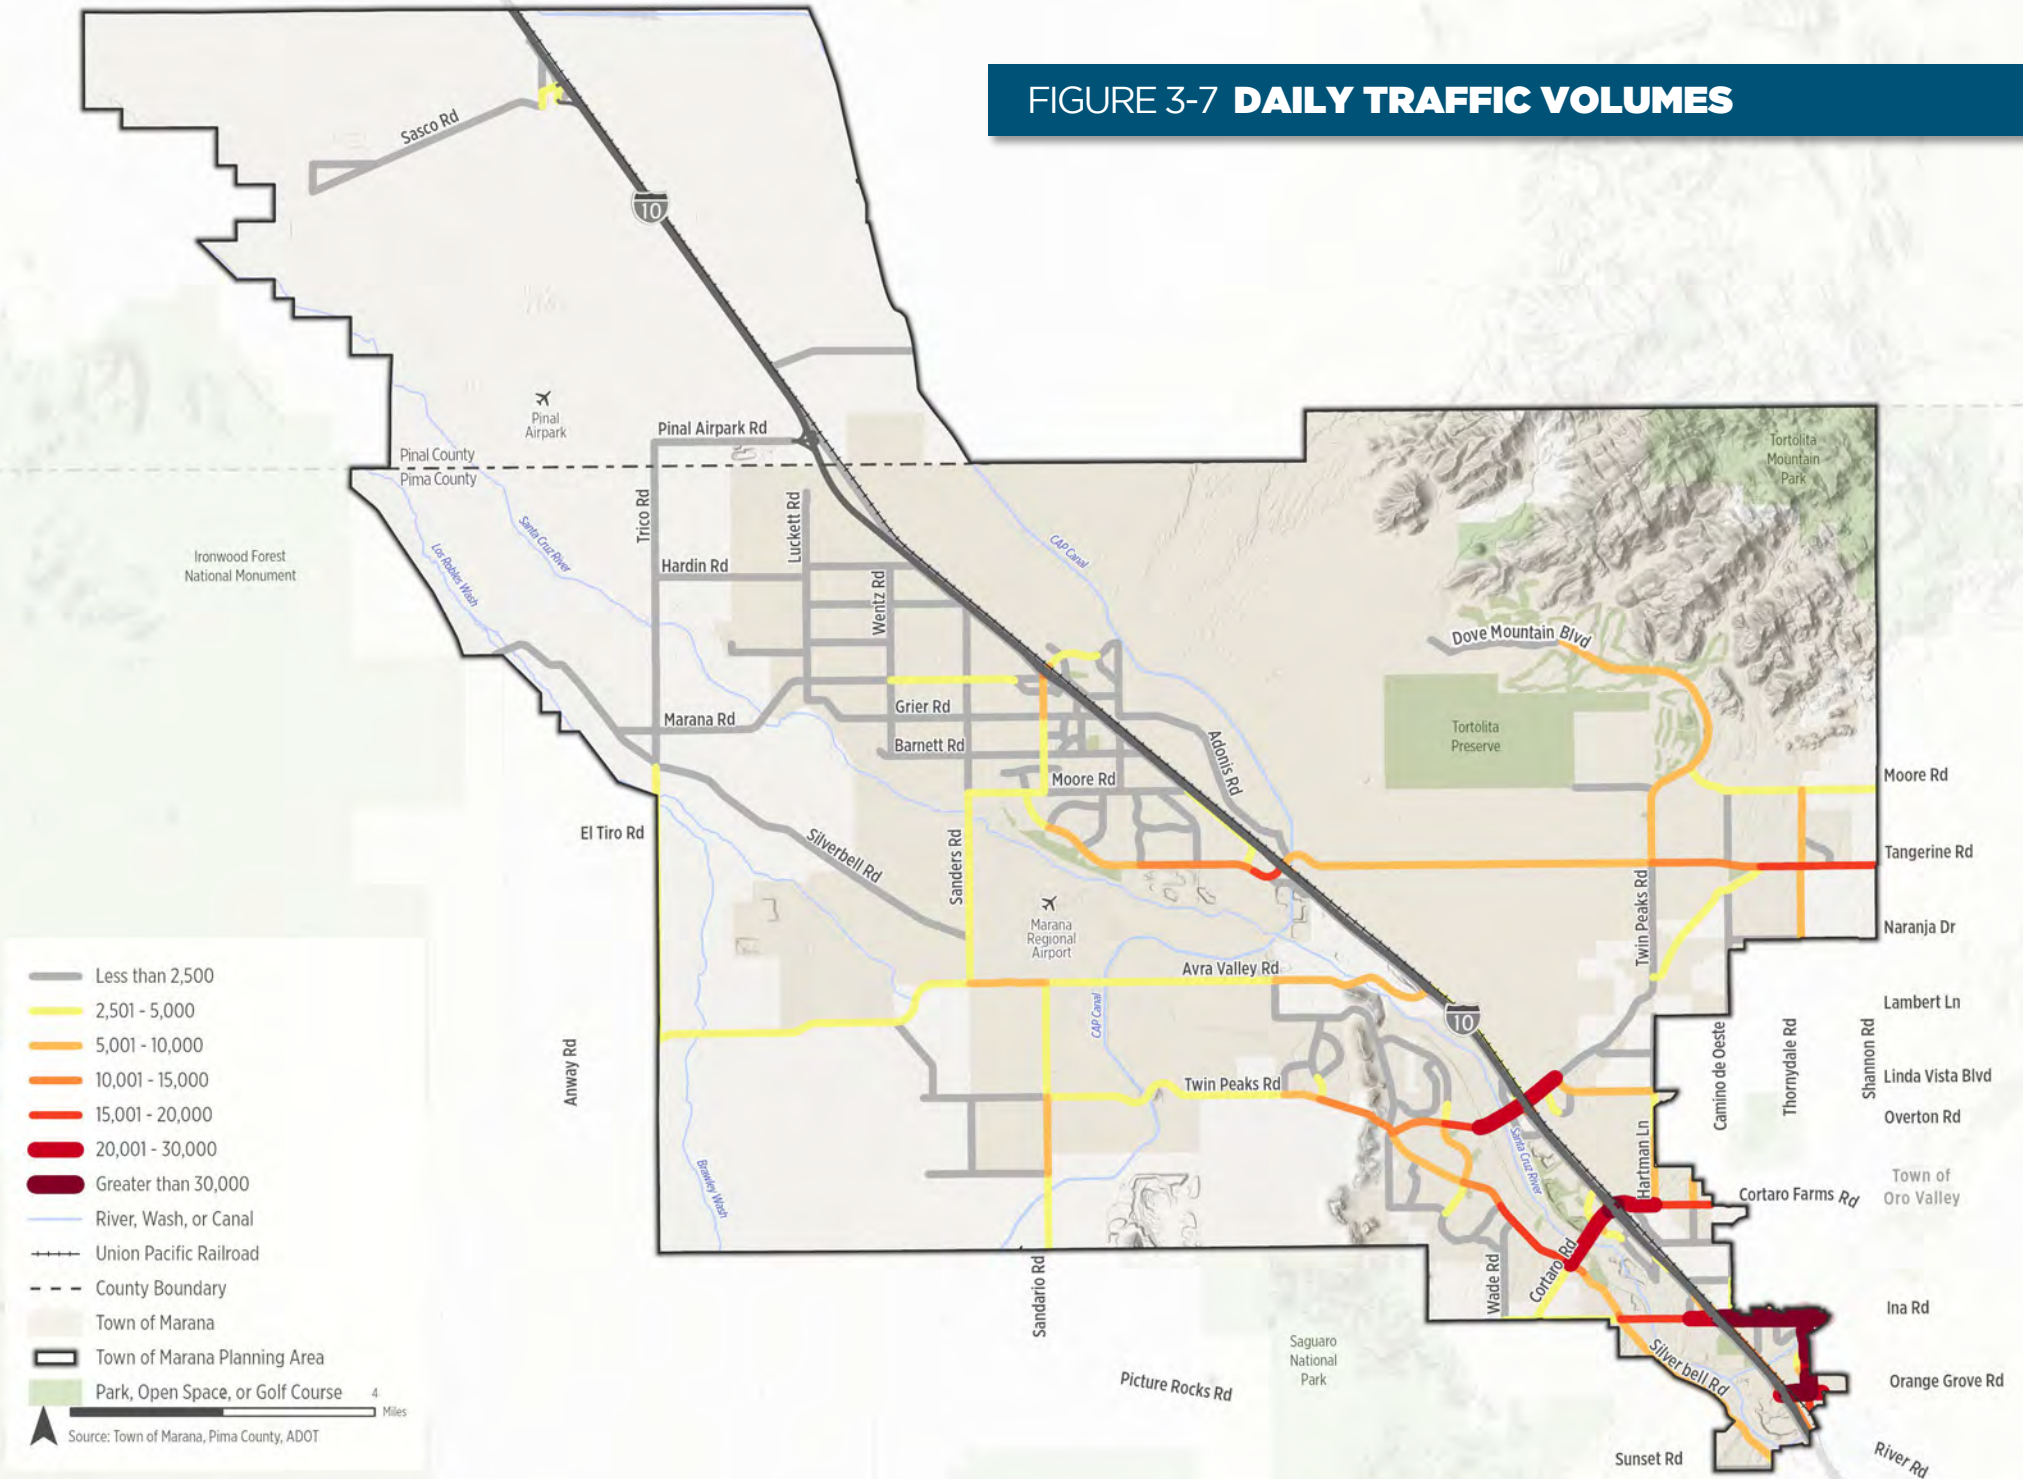 FIGURE 3-7 DAILY TRAFFIC VOLUMES
Sasco Rd
10
Pinal
Airpark
Pinal Airpark Rd
Pinal County
Pima County
Tortolita
Mountain
Park
Trico Rd
Luckett Rd
Santa Cruz River
Los Robles Wash
CAP Canal
Ironwood Forest
National Monument
Hardin Rd
Wentz Rd
Dove Mountain Blvd
Grier Rd
Marana Rd
Barnett Rd
Adonis Rd
Tortolita
Preserve
Moore Rd
Moore Rd
El Tiro Rd
Silverbell Rd
Sanders Rd
Tangerine Rd
Twin Peaks Rd
Marana
Regional
Airport
Naranja Dr
Avra Valley Rd
CAP Canal
10
Lambert Ln
Camino de Oeste
Thornydale Rd
Shannon Rd
Anway Rd
Twin Peaks Rd
Linda Vista Blvd
Overton Rd
Santa Cruz River
Hartman Ln
Brawley Wash
Town of
Oro Valley
Cortaro Farms Rd
Cortaro Rd
Wade Rd
Sandario Rd
Ina Rd
Saguaro
National
Park
Silverbell Rd
Picture Rocks Rd
Orange Grove Rd
Sunset Rd
River Rd
Less than 2,500
2,501 - 5,000
5,001 - 10,000
10,001 - 15,000
15,001 - 20,000
20,001 - 30,000
Greater than 30,000
River, Wash, or Canal
Union Pacific Railroad
County Boundary
Town of Marana
Town of Marana Planning Area
Park, Open Space, or Golf Course
4
Miles
Source: Town of Marana, Pima County, ADOT